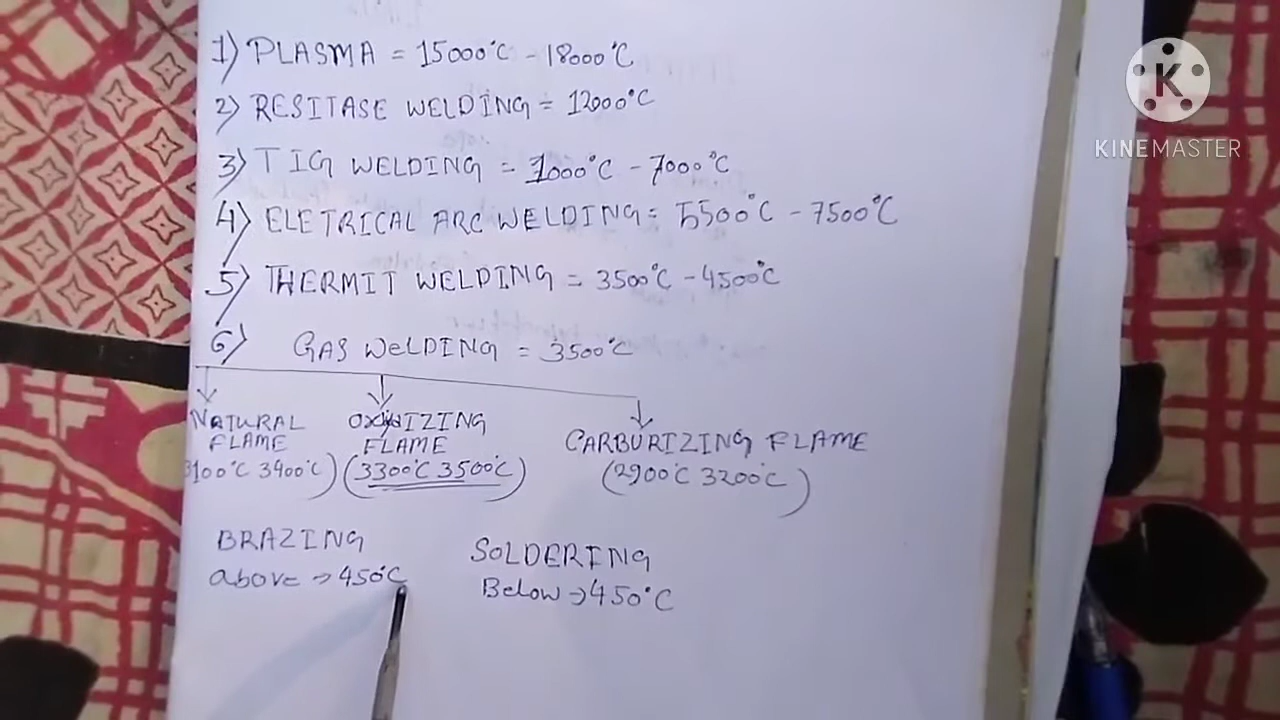 1) PLASMA = 15000°C - 18000°C
2) RESITASE WELDING = 12000°C
3) TIG WELDING = 1000°C - 7000°C
4) ELETRICAL ARC WELDING = 5500°C - 7500°C
5) THERMIT WELDING = 3500°C - 4500°C
6) GAS WELDING = 3500°C
NATURAL FLAME
3100°C 3400°C)
OXIDIZING FLAME
(3300°C 3500°C)
CARBURIZING FLAME
(2900°C 3200°C)
BRAZING
above → 450°C
SOLDERING
Below → 450°C
K
KINEMASTER